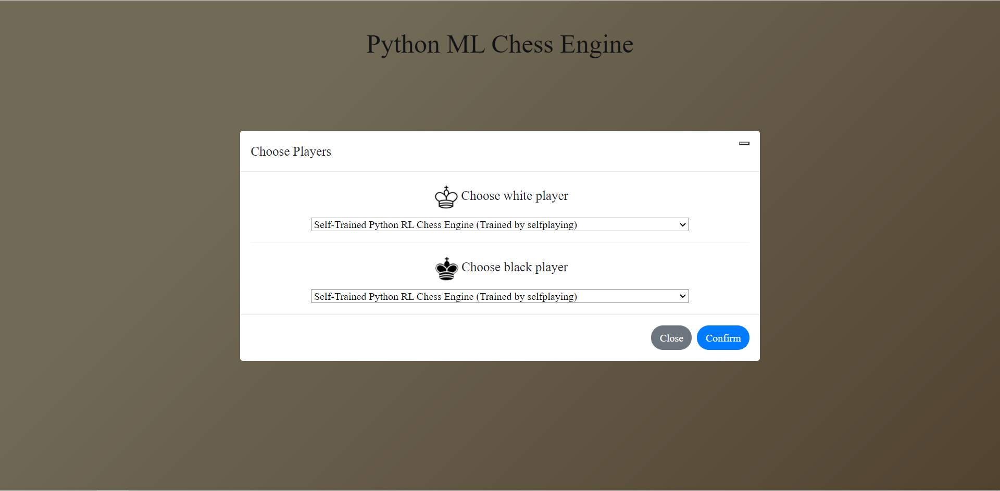 Python ML Chess Engine
Choose Players
Choose white player
Self-Trained Python RL Chess Engine (Trained by selfplaying)
Choose black player
Self-Trained Python RL Chess Engine (Trained by selfplaying)
Close Confirm